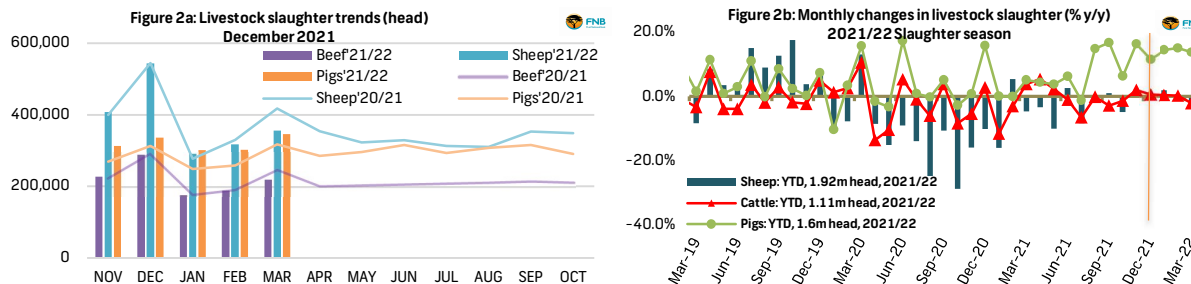 Figure 2a: Livestock slaughter trends (head)
December 2021
FNB
600,000
400,000
200,000
0
Beef'21/22
Sheep'21/22
Pigs'21/22
Beef'20/21
Sheep'20/21
Pigs'20/21
NOV DEC JAN FEB MAR APR MAY JUN JUL AUG SEP OCT
Figure 2b: Monthly changes in livestock slaughter (% y/y)
2021/22 Slaughter season
FNB
20.0%
0.0%
-20.0%
-40.0%
Sheep: YTD, 1.92m head, 2021/22
Cattle: YTD, 1.11m head, 2021/22
Pigs: YTD, 1.6m head, 2021/22
Mar-19 Jun-19 Sep-19 Dec-19 Mar-20 Jun-20 Sep-20 Dec-20 Mar-21 Jun-21 Sep-21 Dec-21 Mar-22